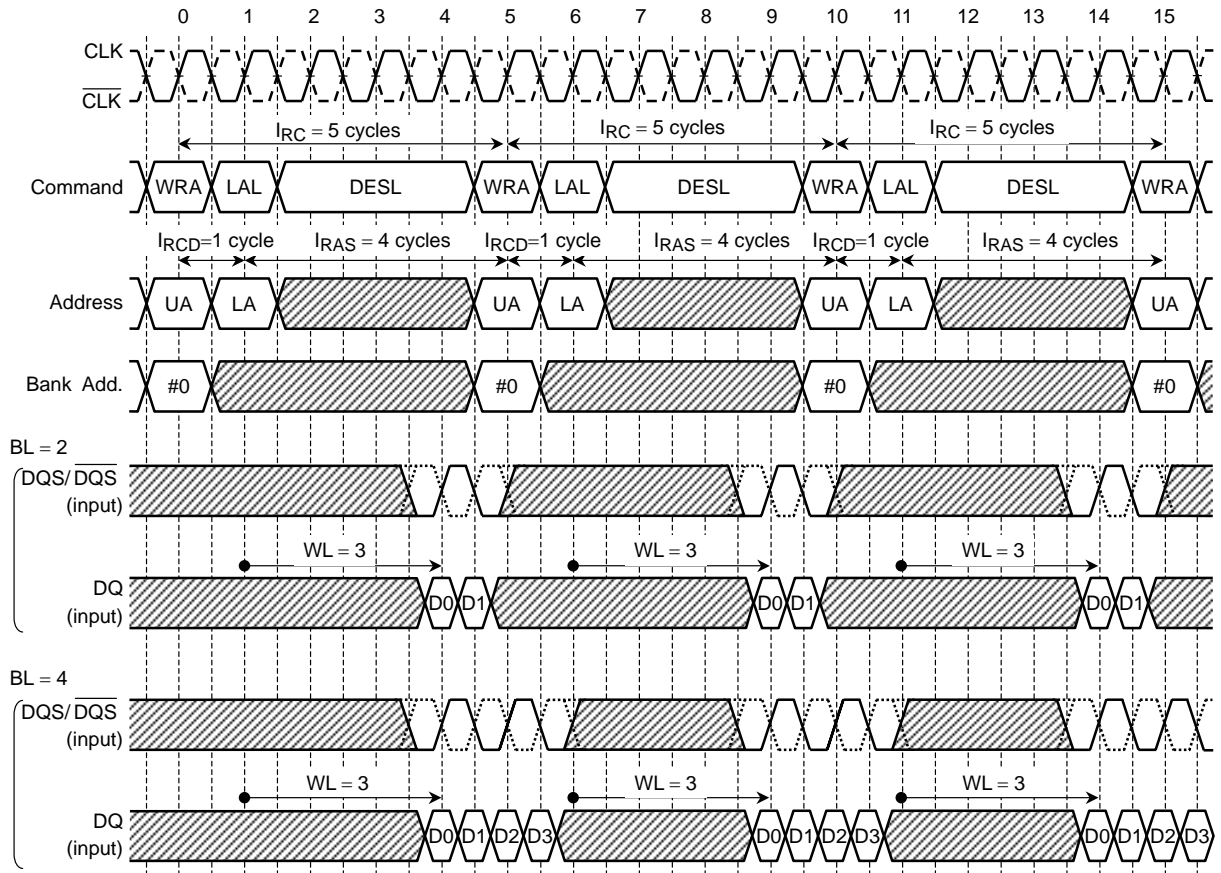 0 1 2 3 4 5 6 7 8 9 10 11 12 13 14 15
CLK
CLK
IRC = 5 cycles IRC = 5 cycles IRC = 5 cycles
Command WRA LAL DESL WRA LAL DESL WRA LAL DESL WRA
IRCD=1 cycle IRAS = 4 cycles IRCD=1 cycle IRAS = 4 cycles IRCD=1 cycle IRAS = 4 cycles
Address UA LA UA LA UA LA UA
Bank Add. #0 #0 #0 #0
BL = 2
DQS/ DQS
(input)
WL = 3 WL = 3 WL = 3
DQ D0 D1 D0 D1 D0 D1
(input)
BL = 4
DQS/ DQS
(input)
WL = 3 WL = 3 WL = 3
DQ D0 D1 D2 D3 D0 D1 D2 D3 D0 D1 D2 D3
(input)